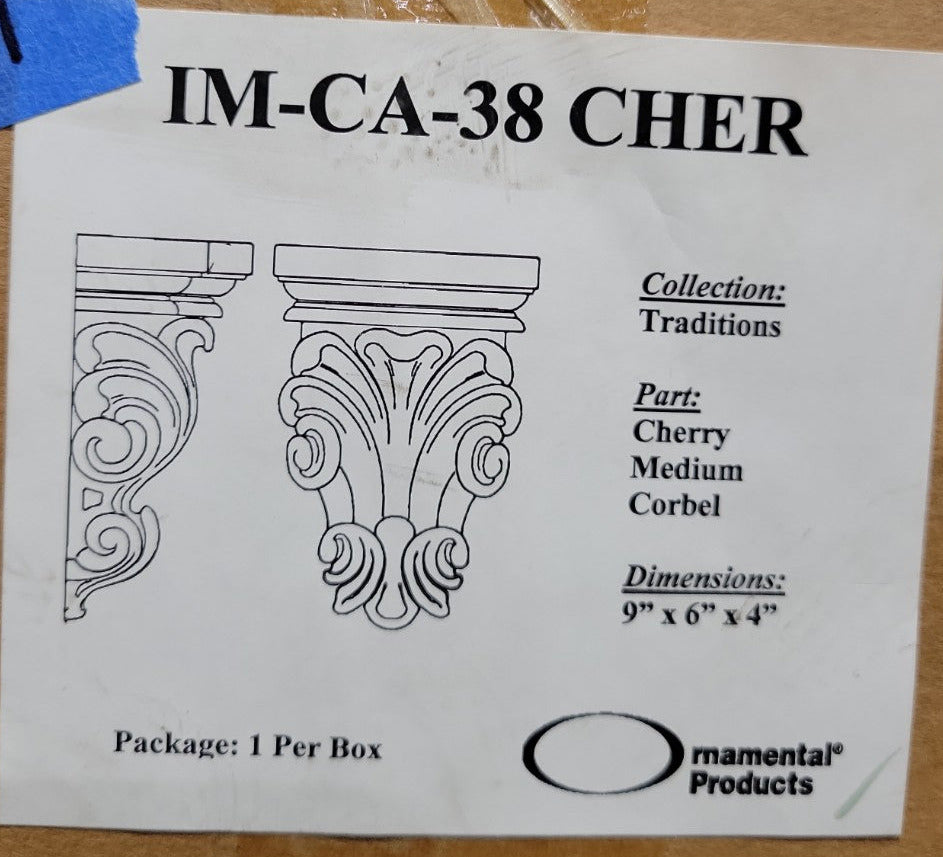 IM-CA-38 CHER
Collection:
Traditions
Part:
Cherry
Medium
Corbel
Dimensions:
9” x 6” x 4”
Package: 1 Per Box
Ornamental®
Products